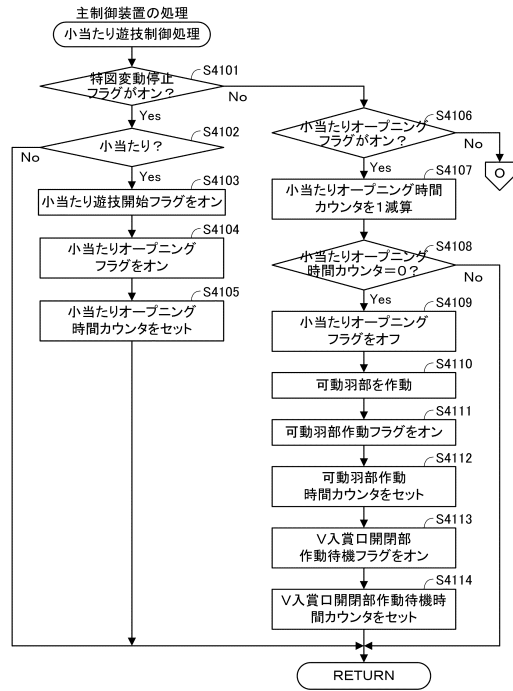 主制御装置の処理
小当たり遊技制御処理
特図変動停止
フラグがオン?
S4101
No
Yes
小当たり?
S4102
No
Yes
小当たり遊技開始フラグをオン
S4103
小当たりオープニング
フラグをオン
S4104
小当たりオープニング
時間カウンタをセット
S4105
小当たりオープニング
フラグがオン?
S4106
No
O
Yes
小当たりオープニング時間
カウンタを1減算
S4107
小当たりオープニング
時間カウンタ=0?
S4108
No
Yes
小当たりオープニング
フラグをオフ
S4109
可動羽部を作動
S4110
可動羽部作動フラグをオン
S4111
可動羽部作動
時間カウンタをセット
S4112
V入賞口開閉部
作動待機フラグをオン
S4113
V入賞口開閉部作動待機時
間カウンタをセット
S4114
RETURN